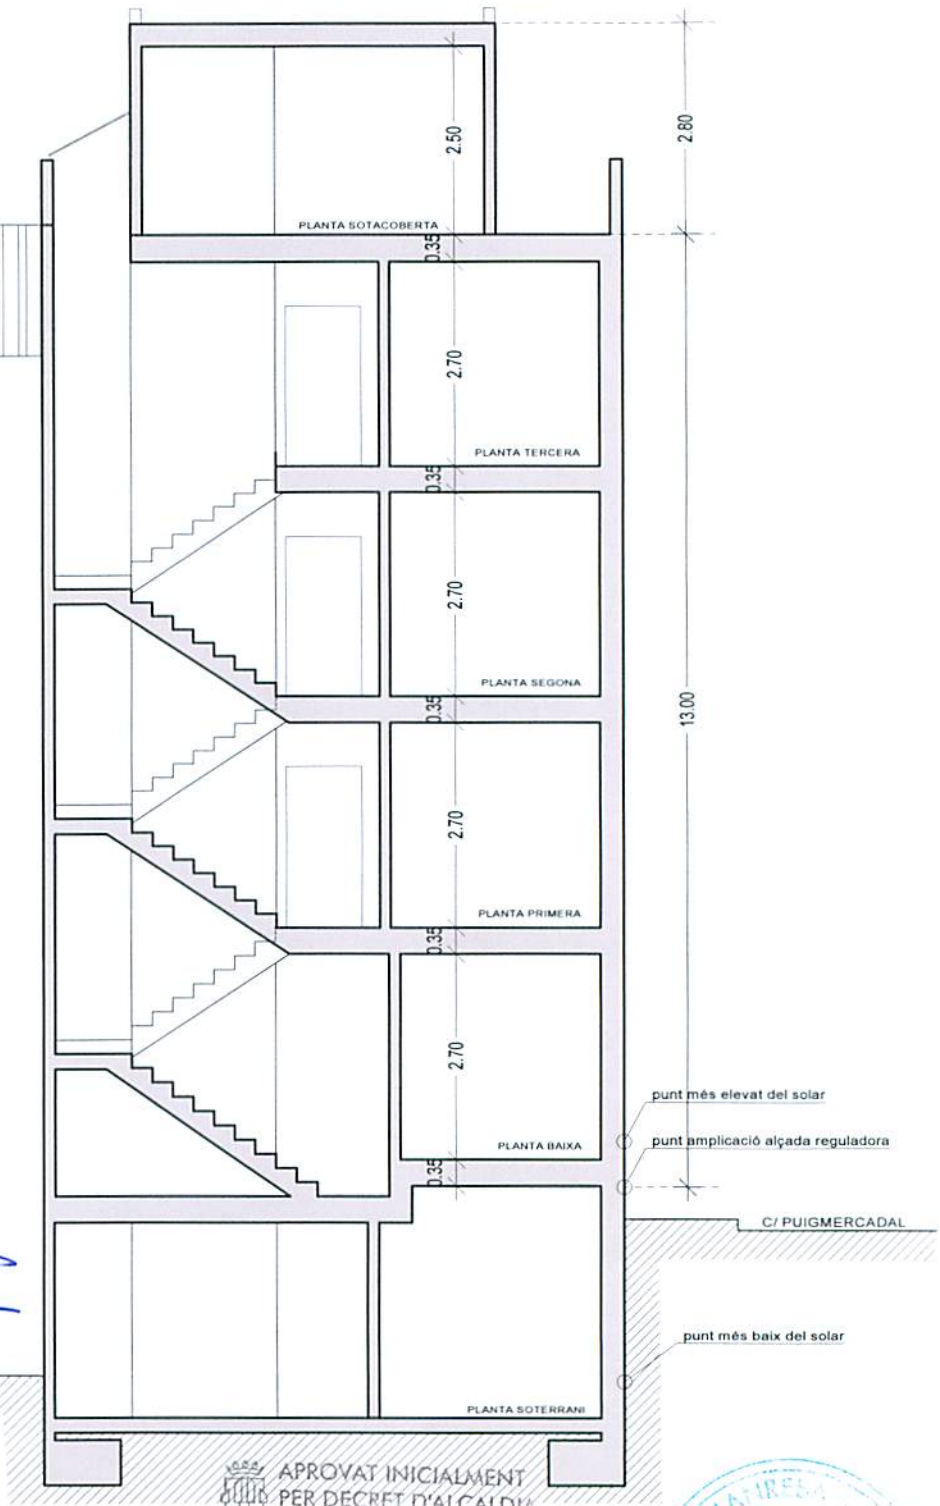 2.50
2.80
PLANTA SOTACOBERTA
0.35
2.70
PLANTA TERCERA
0.35
2.70
PLANTA SEGONA
0.35
13.00
2.70
PLANTA PRIMERA
0.35
2.70
punt més elevat del solar
PLANTA BAIXA
punt amplicació alçada reguladora
0.35
C/ PUIGMERCADAL
punt més baix del solar
PLANTA SOTERRANI
APROVAT INICIALMENT
PER DECRET D'ALCALDIA